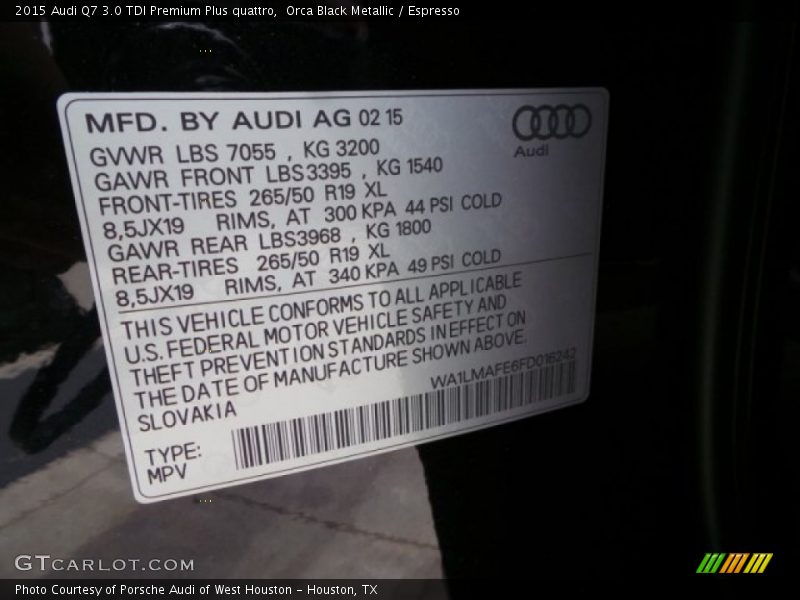 2015 Audi Q7 3.0 TDI Premium Plus quattro,  Orca Black Metallic / Espresso
MFD. BY AUDI AG 02 15
Audi
GVWR LBS 7055 , KG 3200
GAWR FRONT LBS3395 , KG 1540
FRONT-TIRES 265/50 R19 XL
8,5JX19 RIMS, AT 300 KPA 44 PSI COLD
GAWR REAR LBS3968 , KG 1800
REAR-TIRES 265/50 R19 XL
8,5JX19 RIMS, AT 340 KPA 49 PSI COLD
THIS VEHICLE CONFORMS TO ALL APPLICABLE
U.S. FEDERAL MOTOR VEHICLE SAFETY AND
THEFT PREVENTION STANDARDS IN EFFECT ON
THE DATE OF MANUFACTURE SHOWN ABOVE.
SLOVAKIA
WA1LMAFE6FD016242
TYPE:
MPV
GTCARLOT.COM
Photo Courtesy of Porsche Audi of West Houston - Houston, TX